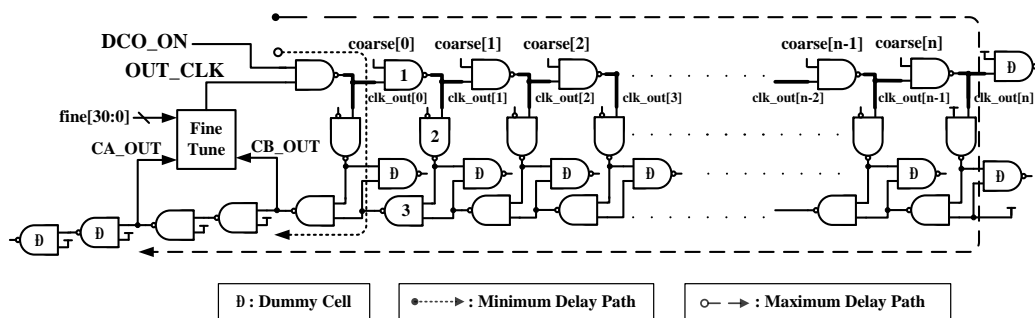 DCO_ON
coarse[0] coarse[1] coarse[2] coarse[n-1] coarse[n]
Đ
OUT_CLK
1
clk_out[0] clk_out[1] clk_out[2] clk_out[3] clk_out[n-2] clk_out[n-1] clk_out[n]
fine[30:0]
Fine
Tune
2
CA_OUT CB_OUT
Đ Đ Đ Đ Đ
3
Đ Đ
Đ : Dummy Cell : Minimum Delay Path : Maximum Delay Path